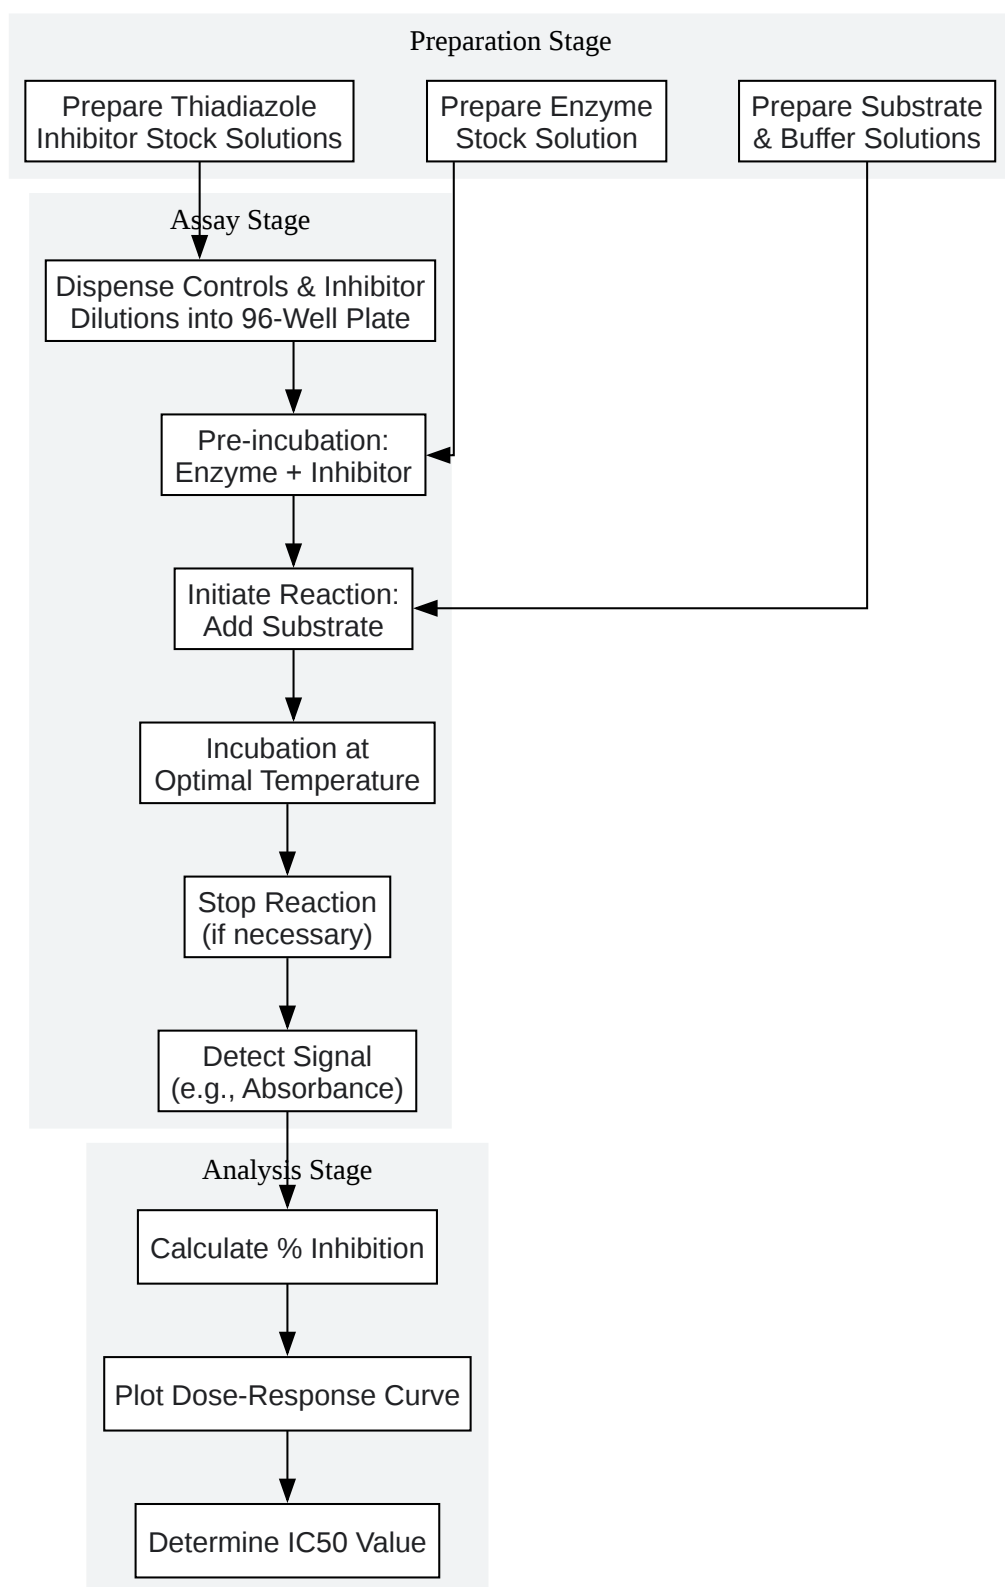 Preparation Stage
Prepare Thiadiazole
Inhibitor Stock Solutions
Prepare Enzyme
Stock Solution
Prepare Substrate
& Buffer Solutions
Assay Stage
Dispense Controls & Inhibitor
Dilutions into 96-Well Plate
Pre-incubation:
Enzyme + Inhibitor
Initiate Reaction:
Add Substrate
Incubation at
Optimal Temperature
Stop Reaction
(if necessary)
Detect Signal
(e.g., Absorbance)
Analysis Stage
Calculate % Inhibition
Plot Dose-Response Curve
Determine IC50 Value